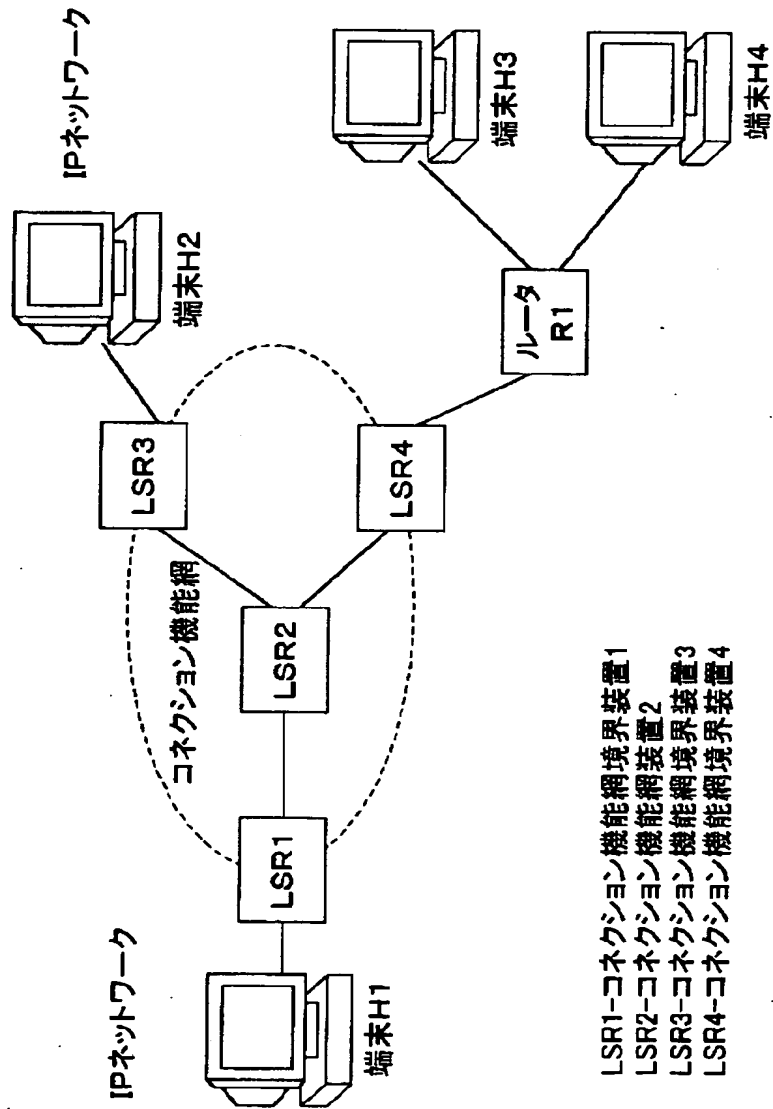 IPネットワーク
IPネットワーク
端末H1
端末H2
端末H3
端末H4
コネクション機能網
LSR1
LSR2
LSR3
LSR4
ルータ
R1
LSR1-コネクション機能網境界装置1
LSR2-コネクション機能網装置2
LSR3-コネクション機能網境界装置3
LSR4-コネクション機能網境界装置4